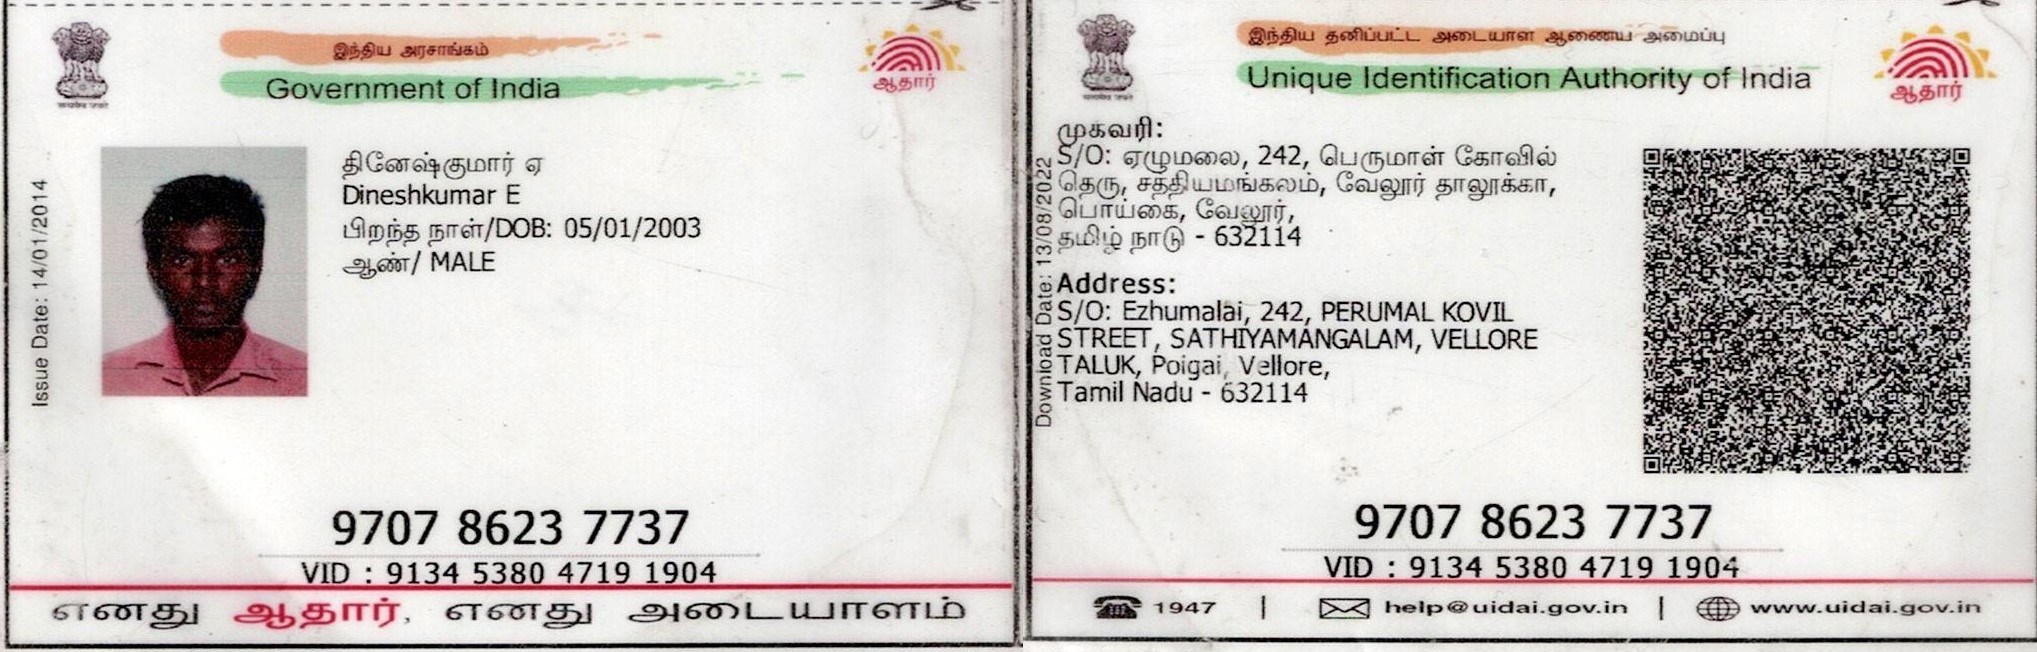 இந்திய அரசாங்கம்
Government of India
ஆதார்
Issue Date: 14/01/2014
தினேஷ்குமார் ஏ
Dineshkumar E
பிறந்த நாள்/DOB: 05/01/2003
ஆண்/ MALE
9707 8623 7737
VID : 9134 5380 4719 1904
எனது ஆதார், எனது அடையாளம்
இந்திய தனிப்பட்ட அடையாள ஆணைய அமைப்பு
Unique Identification Authority of India
ஆதார்
Download Date: 13/08/2022
முகவரி:
S/O: ஏழுமலை, 242, பெருமாள் கோவில்
தெரு, சத்தியமங்கலம், வேலூர் தாலூக்கா,
பொய்கை, வேலூர்,
தமிழ் நாடு - 632114
Address:
S/O: Ezhumalai, 242, PERUMAL KOVIL
STREET, SATHIYAMANGALAM, VELLORE
TALUK, Poigai, Vellore,
Tamil Nadu - 632114
9707 8623 7737
VID : 9134 5380 4719 1904
1947 | help@uidai.gov.in | www.uidai.gov.in